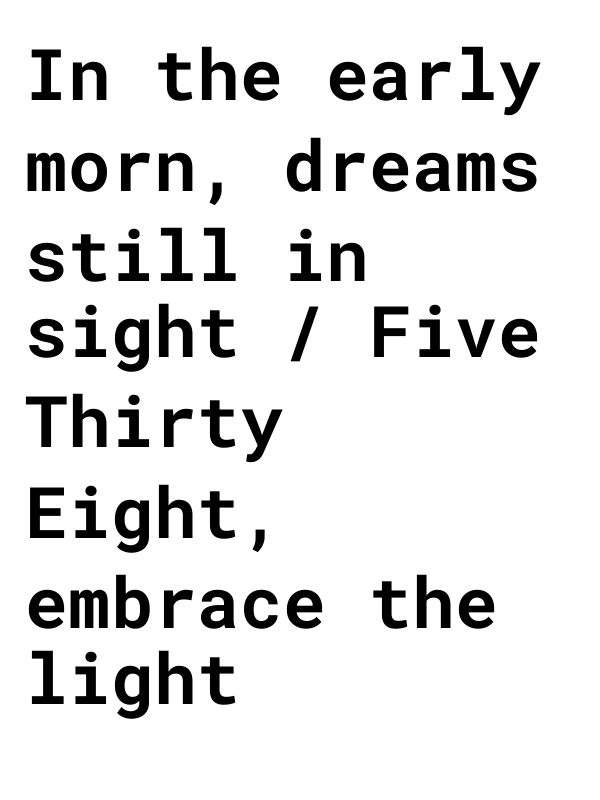 In the early
morn, dreams
still in
sight / Five
Thirty
Eight,
embrace the
light